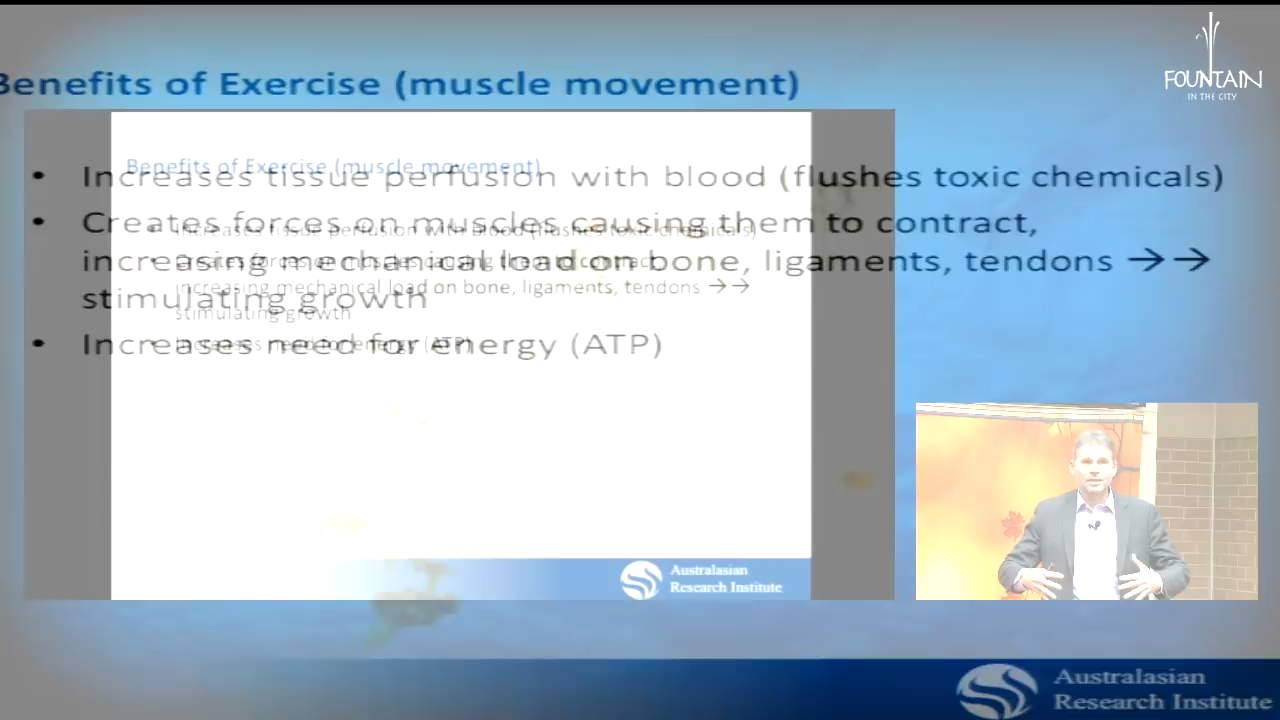 FOUNTAIN
IN THE CITY
Benefits of Exercise (muscle movement)
• Increases tissue perfusion with blood (flushes toxic chemicals)
• Creates forces on muscles causing them to contract,
increasing mechanical load on bone, ligaments, tendons →→
stimulating growth
• Increases need for energy (ATP)
Benefits of Exercise (muscle movement)
• Increases tissue perfusion with blood (flushes toxic chemicals)
• Creates forces on muscles causing them to contract,
increasing mechanical load on bone, ligaments, tendons →→
stimulating growth
• Increases need for energy (ATP)
Australasian
Research Institute
Australasian
Research Institute